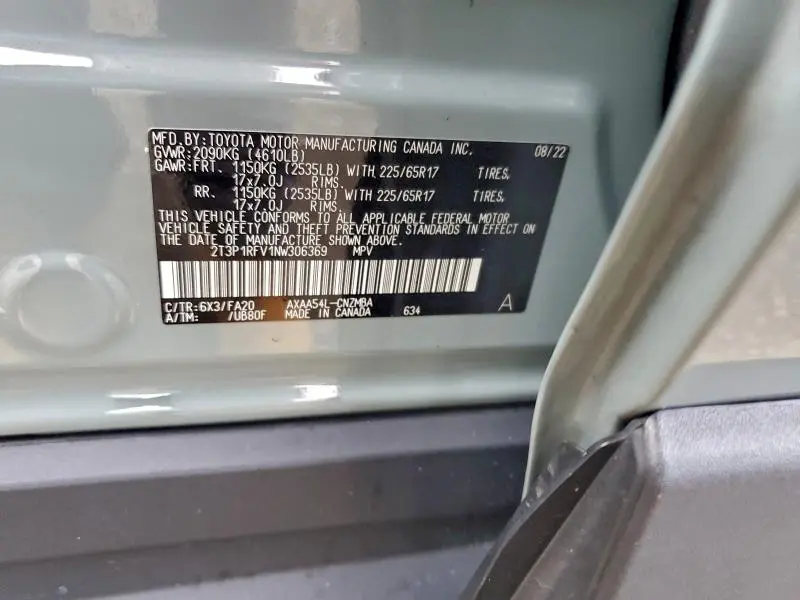 MFD.BY:TOYOTA MOTOR MANUFACTURING CANADA INC. 08/22
GVWR:2090KG (4610LB)
GAWR:FRT. 1150KG (2535LB) WITH 225/65R17 TIRES,
17x7.0J RIMS.
RR. 1150KG (2535LB) WITH 225/65R17 TIRES,
17x7.0J RIMS.
THIS VEHICLE CONFORMS TO ALL APPLICABLE FEDERAL MOTOR
VEHICLE SAFETY AND THEFT PREVENTION STANDARDS IN EFFECT ON
THE DATE OF MANUFACTURE SHOWN ABOVE.
2T3P1RFV1NW306369 MPV
C/TR:6X3/FA20 AXAA54L-CNZMBA
A/TM: /UB80F MADE IN CANADA 634 A